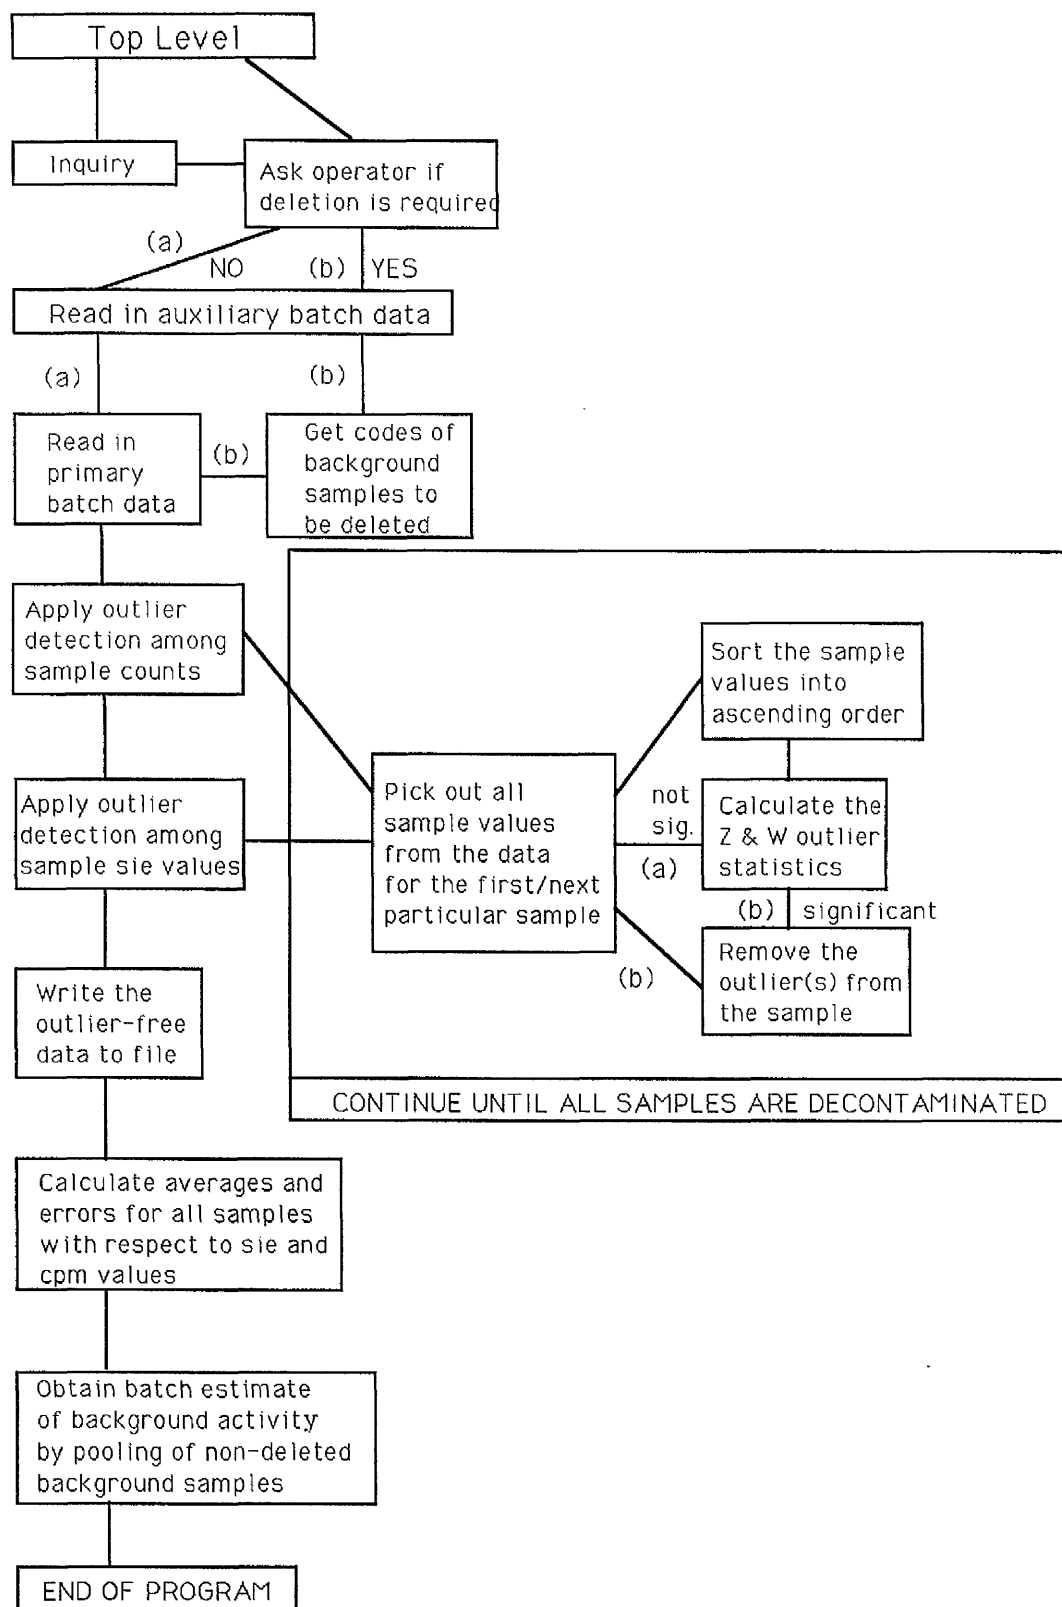 Top Level
Inquiry
Ask operator if
deletion is required
(a)
NO
(b)
YES
Read in auxiliary batch data
(a)
(b)
Read in
primary
batch data
(b)
Get codes of
background
samples to
be deleted
Apply outlier
detection among
sample counts
Sort the sample
values into
ascending order
Apply outlier
detection among
sample sie values
Pick out all
sample values
from the data
for the first/next
particular sample
not
sig.
(a)
Calculate the
Z & W outlier
statistics
(b)
significant
(b)
Remove the
outlier(s) from
the sample
Write the
outlier-free
data to file
CONTINUE UNTIL ALL SAMPLES ARE DECONTAMINATED
Calculate averages and
errors for all samples
with respect to sie and
cpm values
Obtain batch estimate
of background activity
by pooling of non-deleted
background samples
END OF PROGRAM